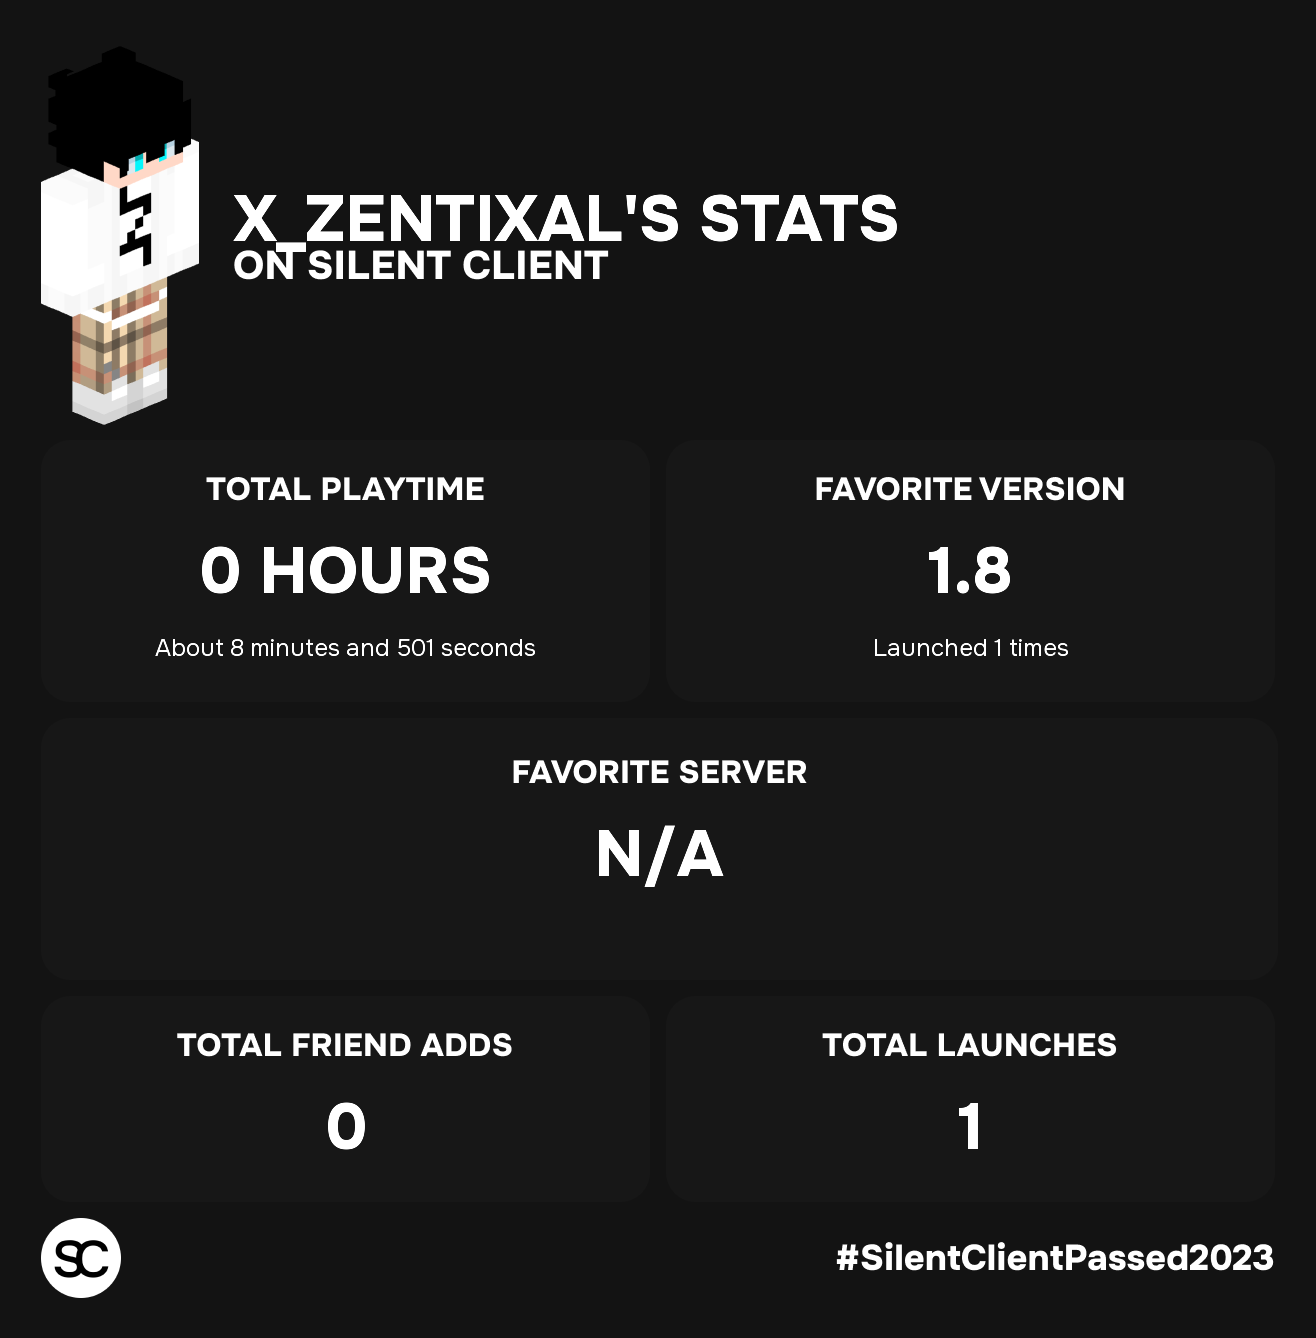 X_ZENTIXAL'S STATS
ON SILENT CLIENT
TOTAL PLAYTIME
0 HOURS
About 8 minutes and 501 seconds
FAVORITE VERSION
1.8
Launched 1 times
FAVORITE SERVER
N/A
TOTAL FRIEND ADDS
0
TOTAL LAUNCHES
1
SC
#SilentClientPassed2023